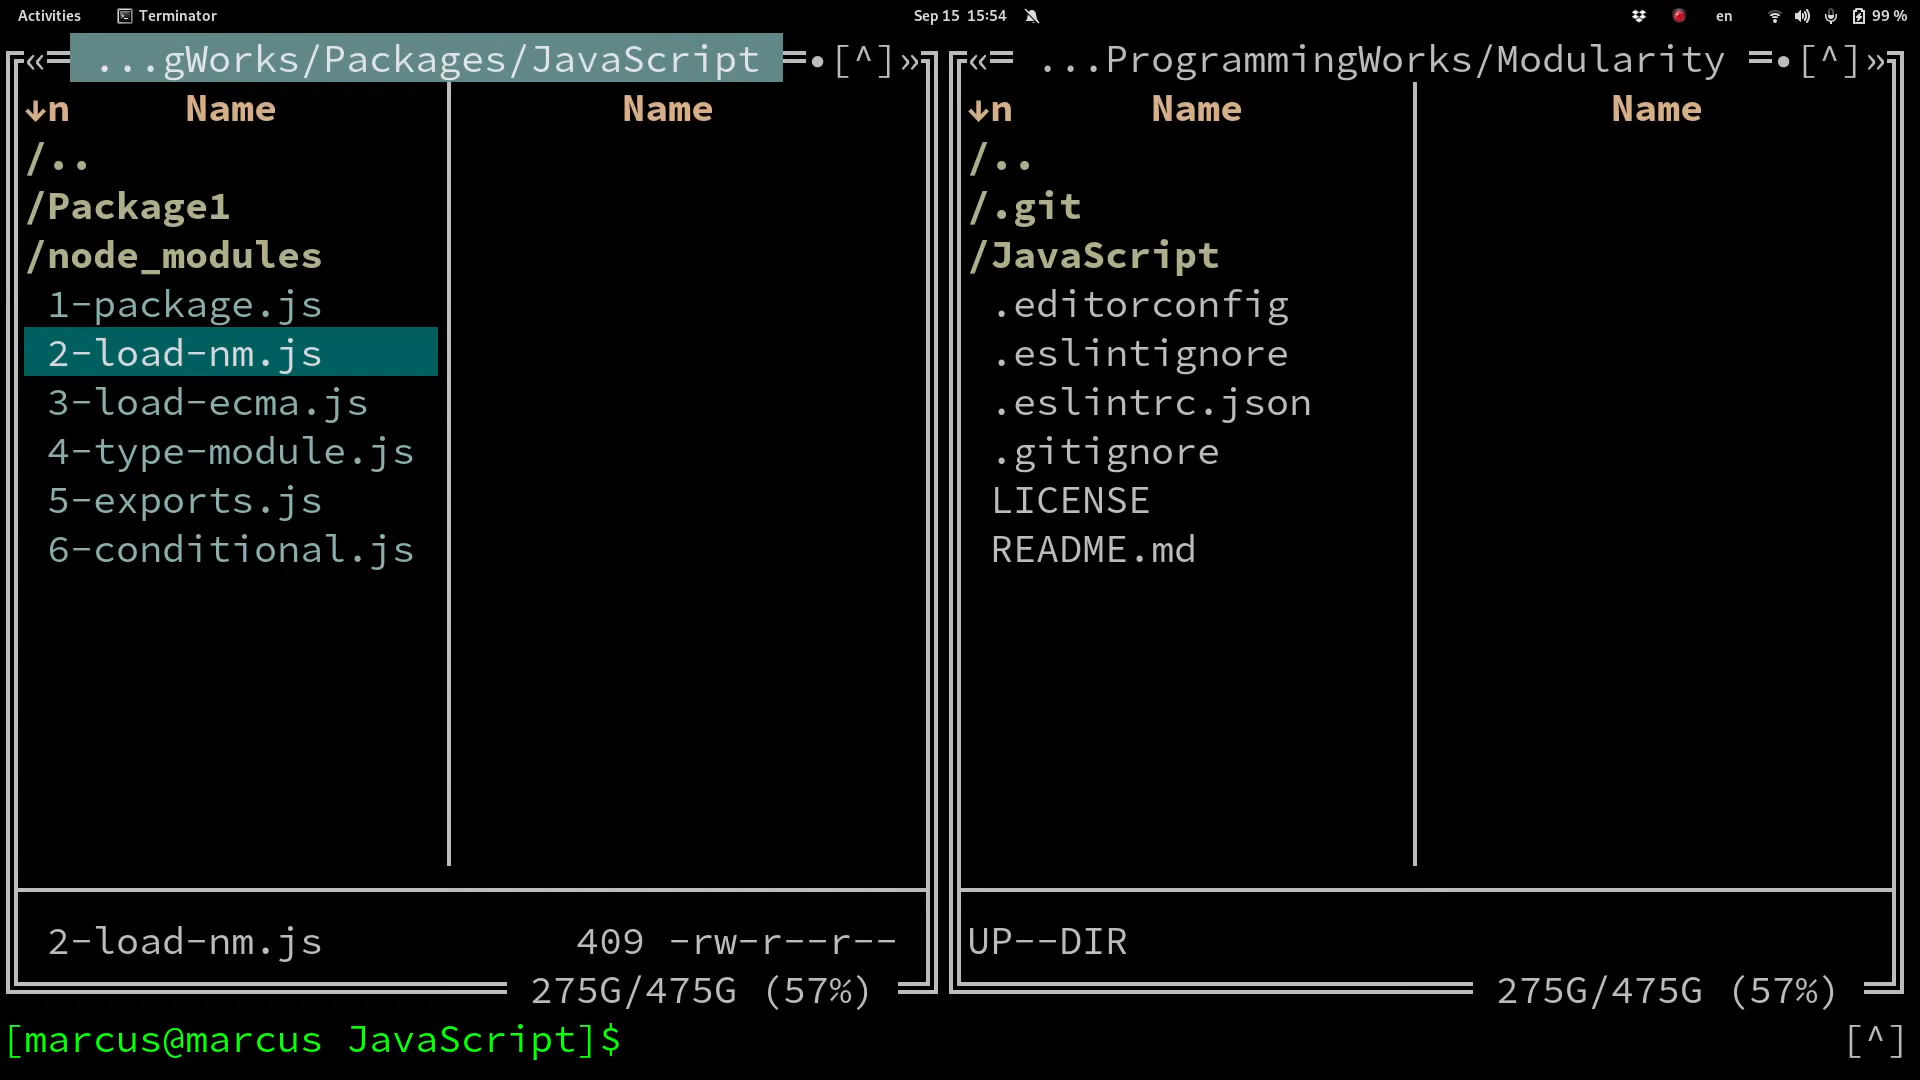 Activities Terminator Sep 15 15:54 en 99 %
«= ...gWorks/Packages/JavaScript =•[^]»
↓n Name Name
/..
/Package1
/node_modules
1-package.js
2-load-nm.js
3-load-ecma.js
4-type-module.js
5-exports.js
6-conditional.js
2-load-nm.js 409 -rw-r--r--
275G/475G (57%)
«= ...ProgrammingWorks/Modularity =•[^]»
↓n Name Name
/..
/.git
/JavaScript
.editorconfig
.eslintignore
.eslintrc.json
.gitignore
LICENSE
README.md
UP--DIR
275G/475G (57%)
[marcus@marcus JavaScript]$ [^]